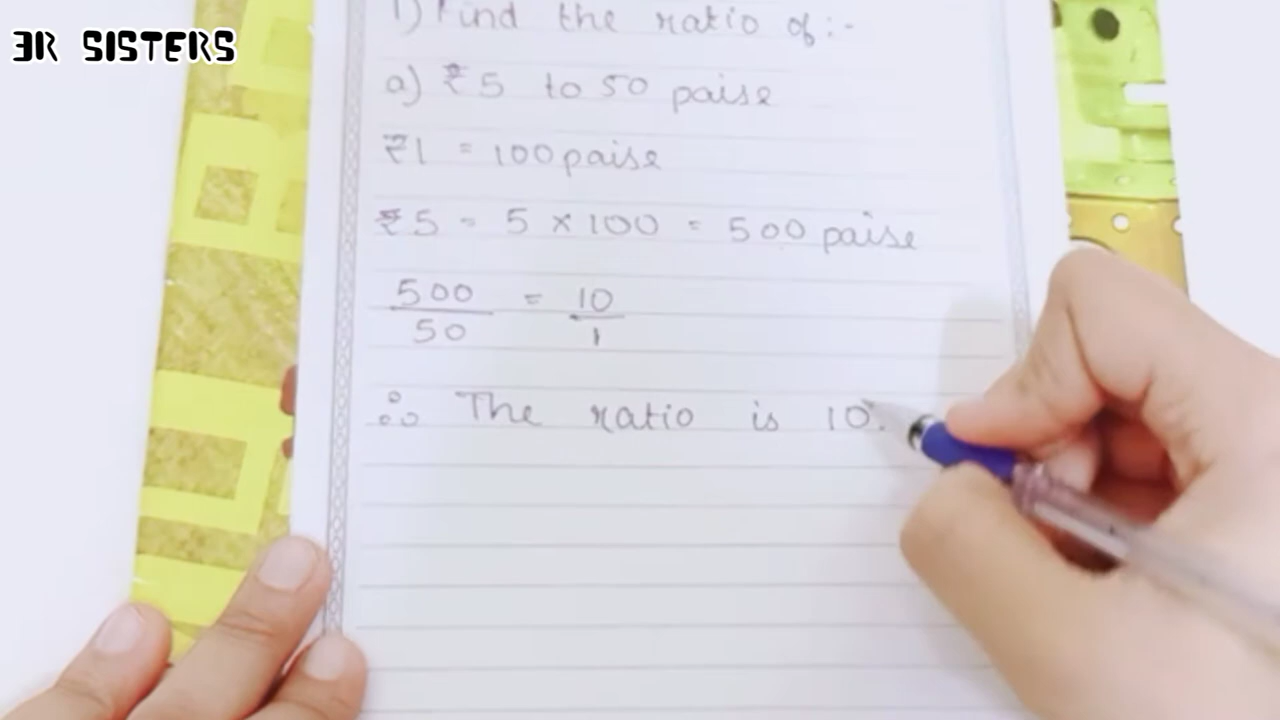 3R SISTERS
1) Find the ratio of :-
a) ₹5 to 50 paise
₹1 = 100 paise
₹5 = 5 × 100 = 500 paise
500/50 = 10/1
∴ The ratio is 10: